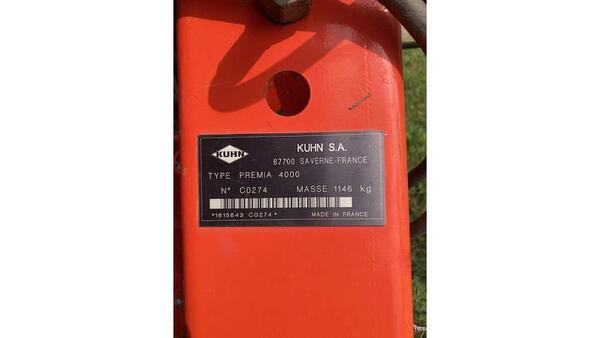 KUHN
KUHN S.A.
67700 SAVERNE-FRANCE
TYPE PREMIA 4000
N° C0274 MASSE 1146 kg
*1615643 C0274* MADE IN FRANCE